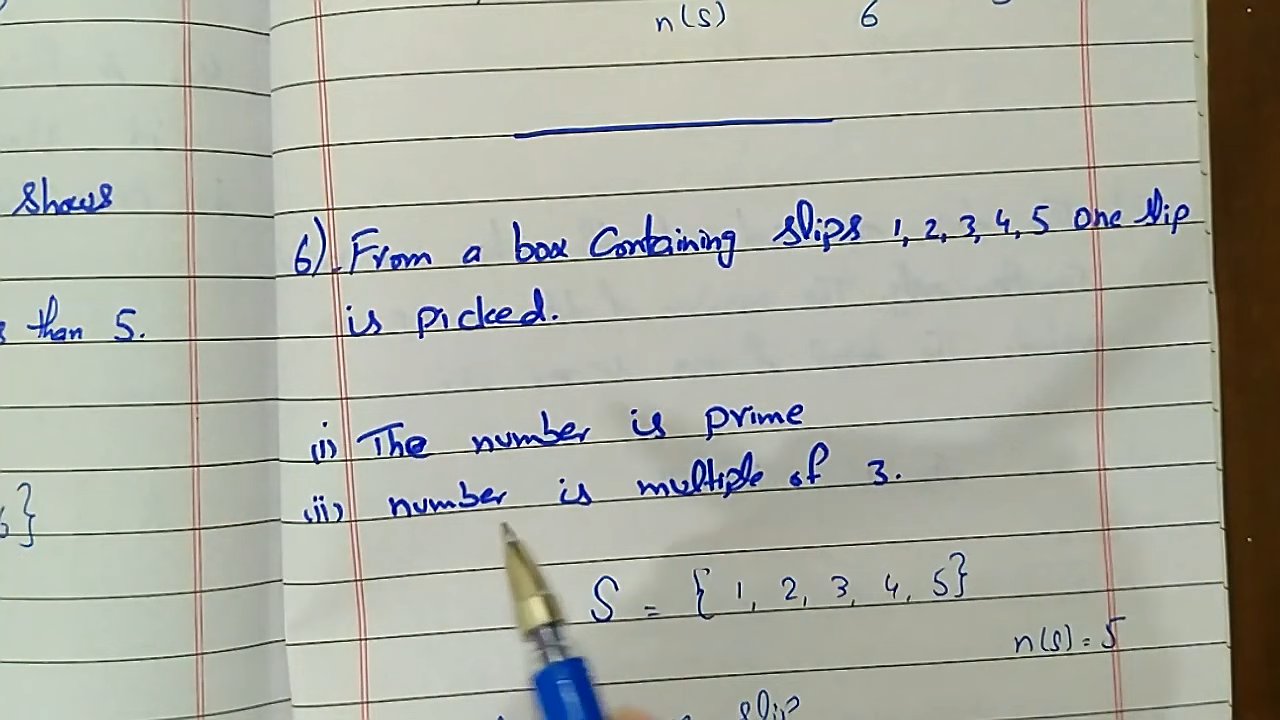 n(s) 6
shows
6) From a box Containing slips 1, 2, 3, 4, 5 one slip
than 5.
is picked.
(i) The number is prime
(ii) number is multiple of 3.
}
S = { 1, 2, 3, 4, 5}
n(s) = 5
slip